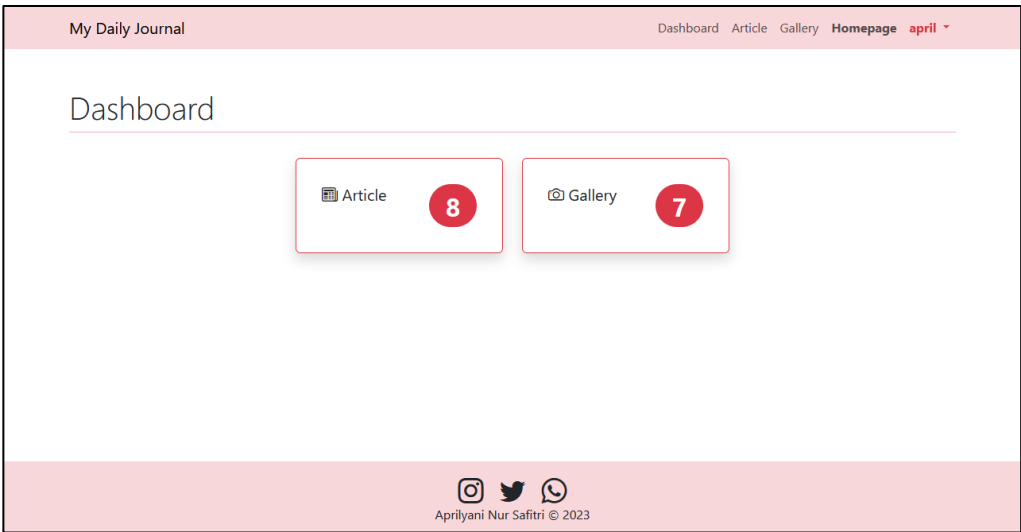 My Daily Journal Dashboard Article Gallery Homepage april
Dashboard
Article 8 Gallery 7
Aprilyani Nur Safitri © 2023